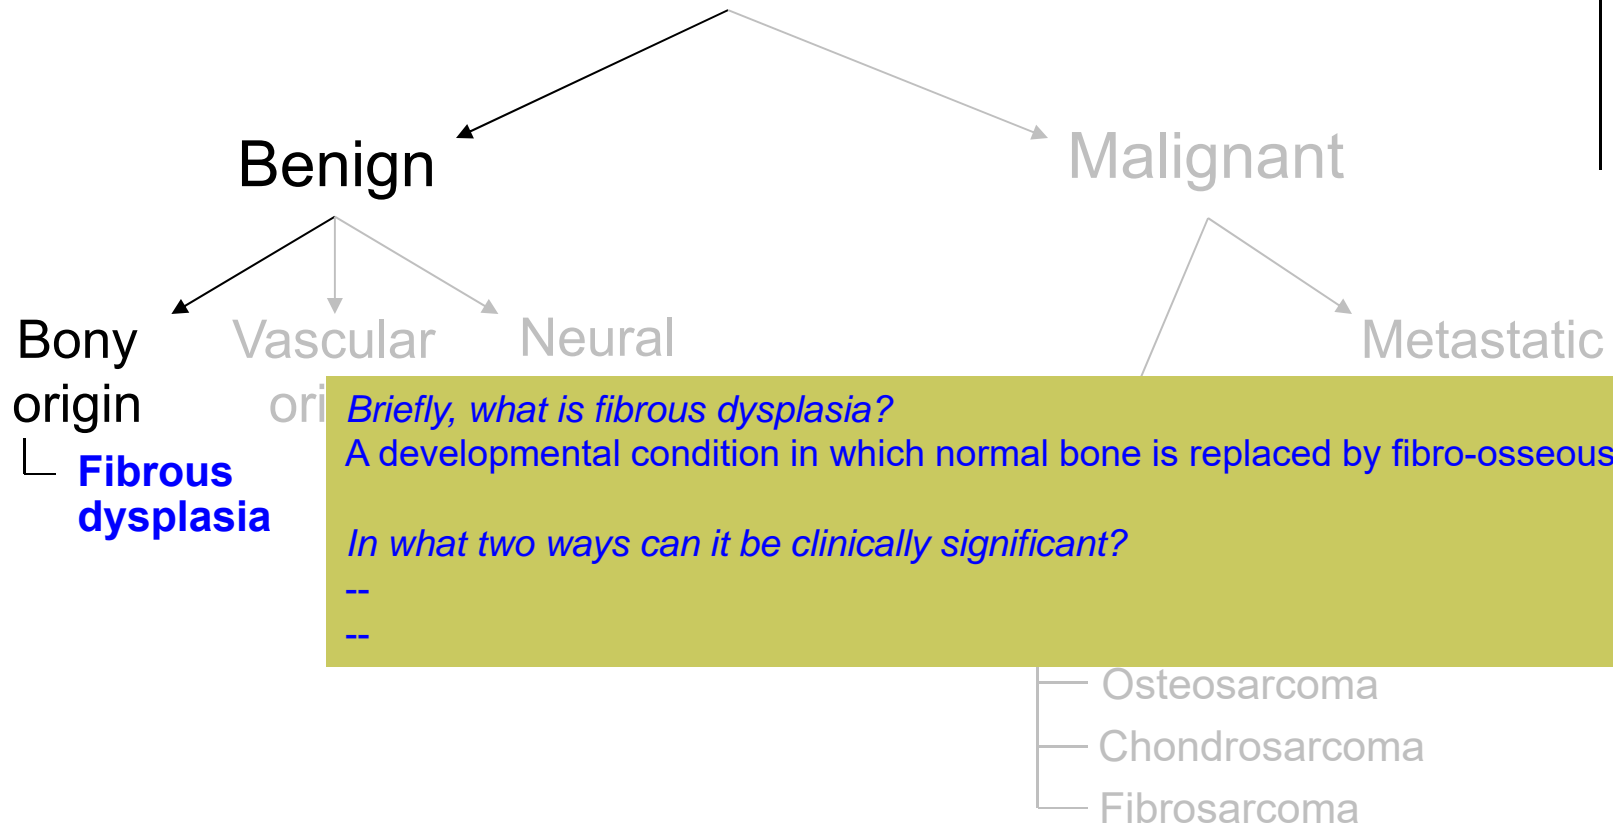 Benign
Malignant
Bony
origin
Vascular
Neural
Metastatic
Fibrous
dysplasia
Briefly, what is fibrous dysplasia?
A developmental condition in which normal bone is replaced by fibro-osseous
In what two ways can it be clinically significant?
--
--
Osteosarcoma
Chondrosarcoma
Fibrosarcoma